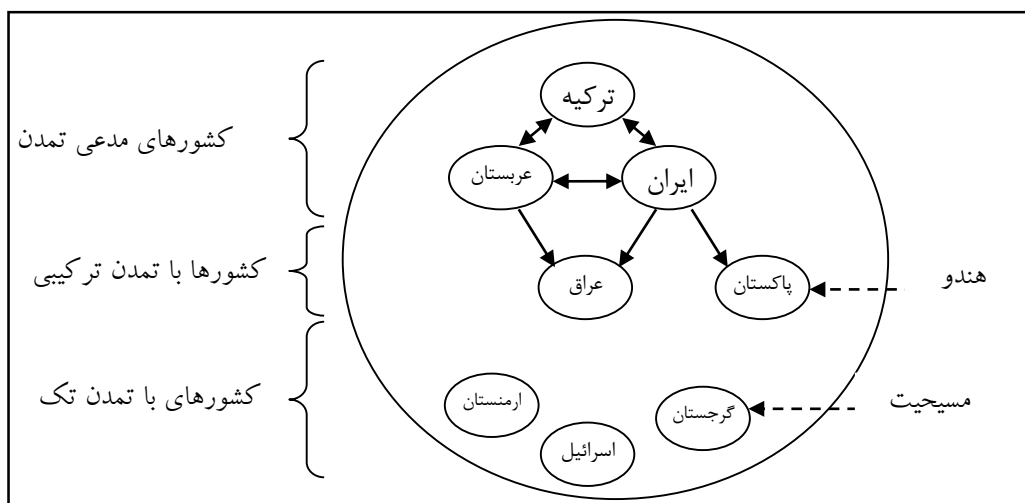 ترکیه
کشورهای مدعی تمدن
ایران
عربستان
هندو
پاکستان
عراق
کشورها با تمدن ترکیبی
مسیحیت
گرجستان
ارمنستان
کشورهای با تمدن تک
اسرائیل